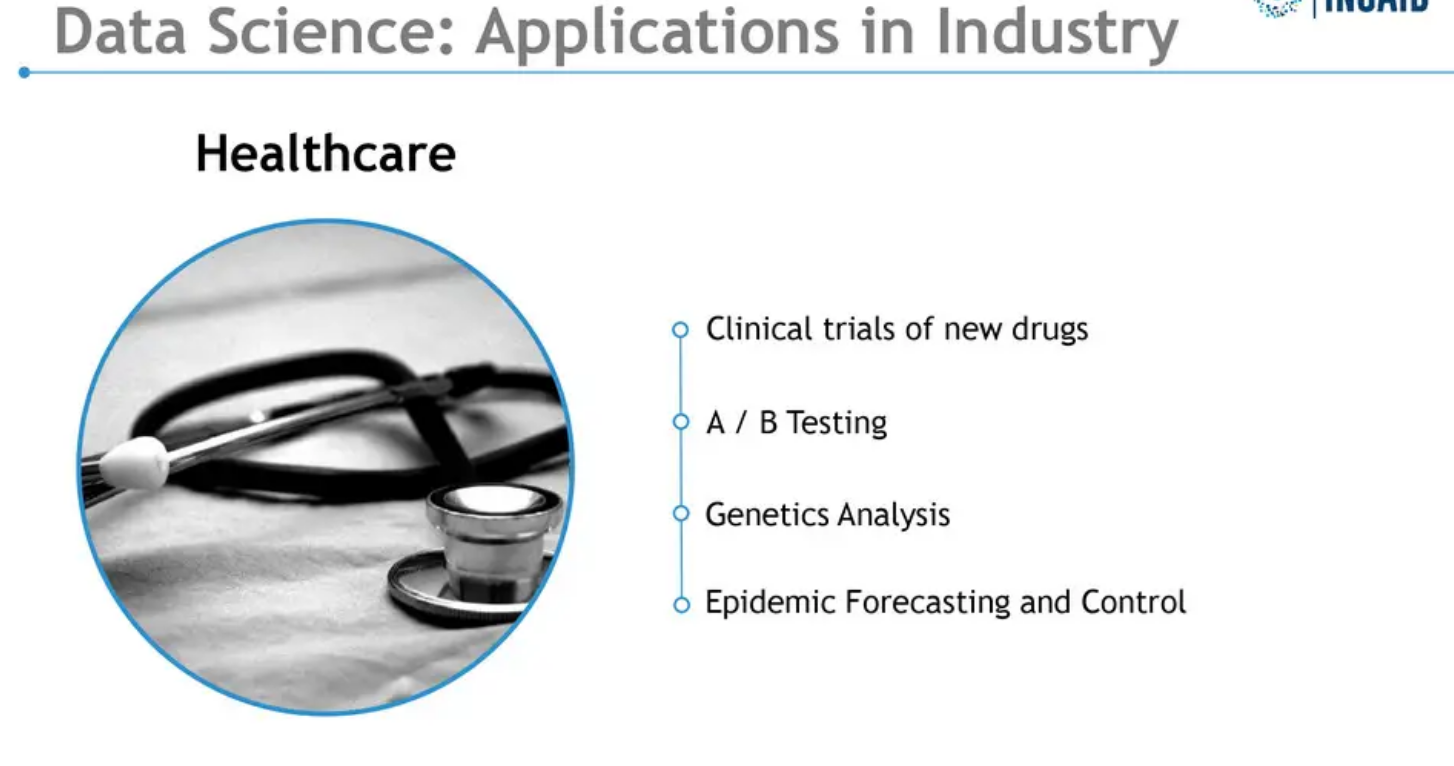 Data Science: Applications in Industry
Healthcare
Clinical trials of new drugs
A / B Testing
Genetics Analysis
Epidemic Forecasting and Control